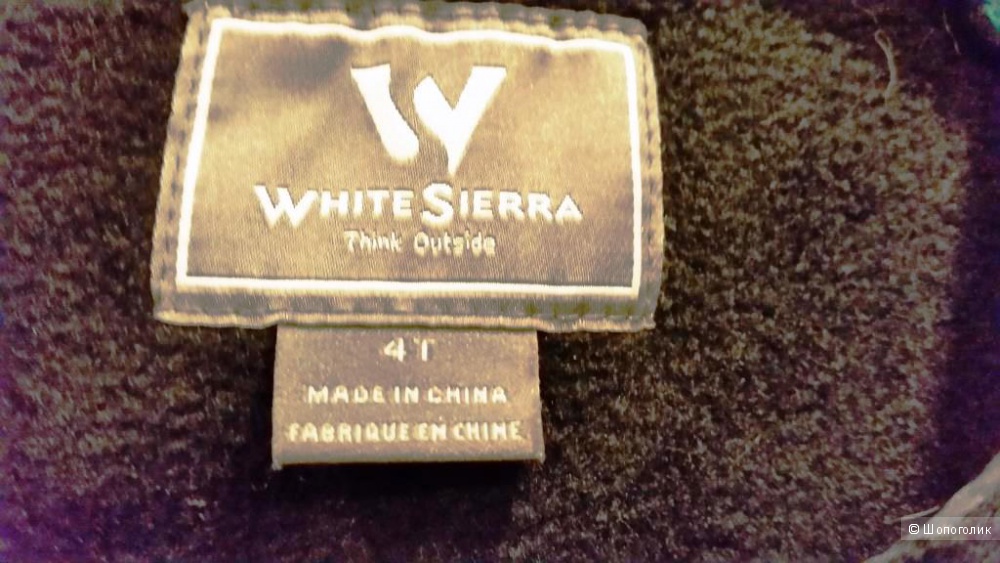 W
WHITE SIERRA
Think Outside
4T
MADE IN CHINA
FABRIQUE EN CHINE
© Шопоголик